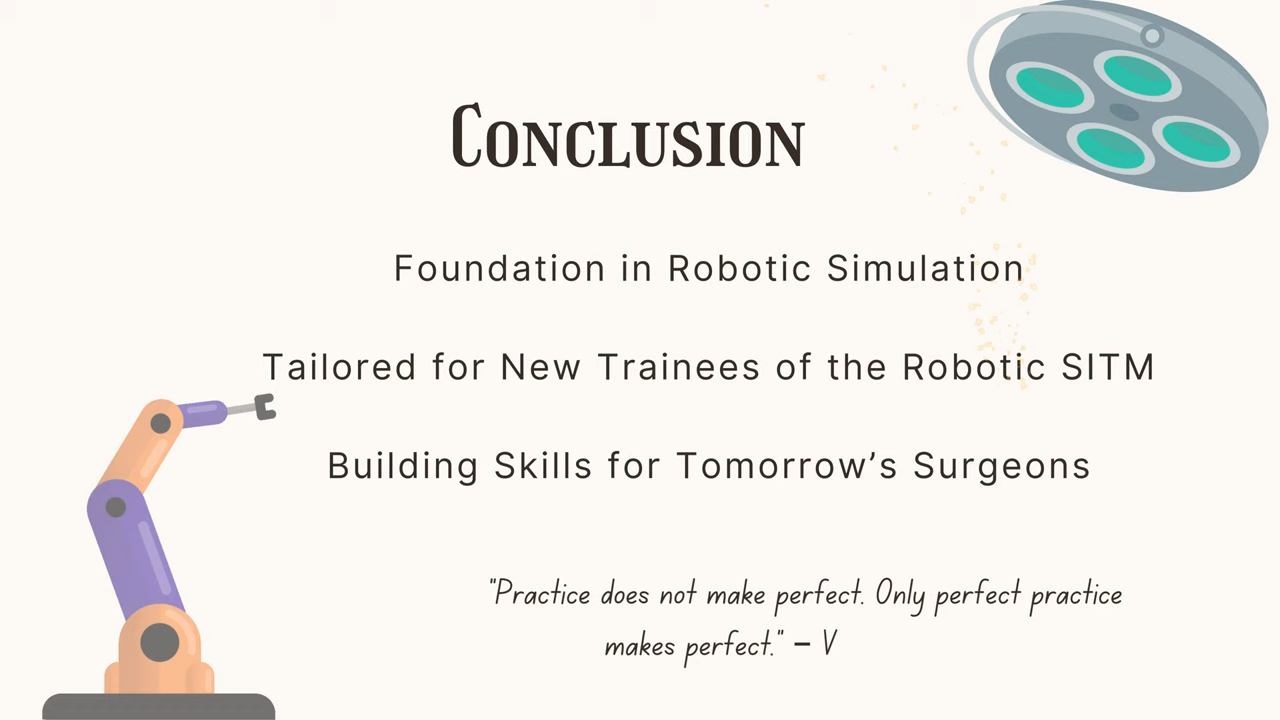 Conclusion
Foundation in Robotic Simulation
Tailored for New Trainees of the Robotic SITM
Building Skills for Tomorrow’s Surgeons
"Practice does not make perfect. Only perfect practice
makes perfect." – V